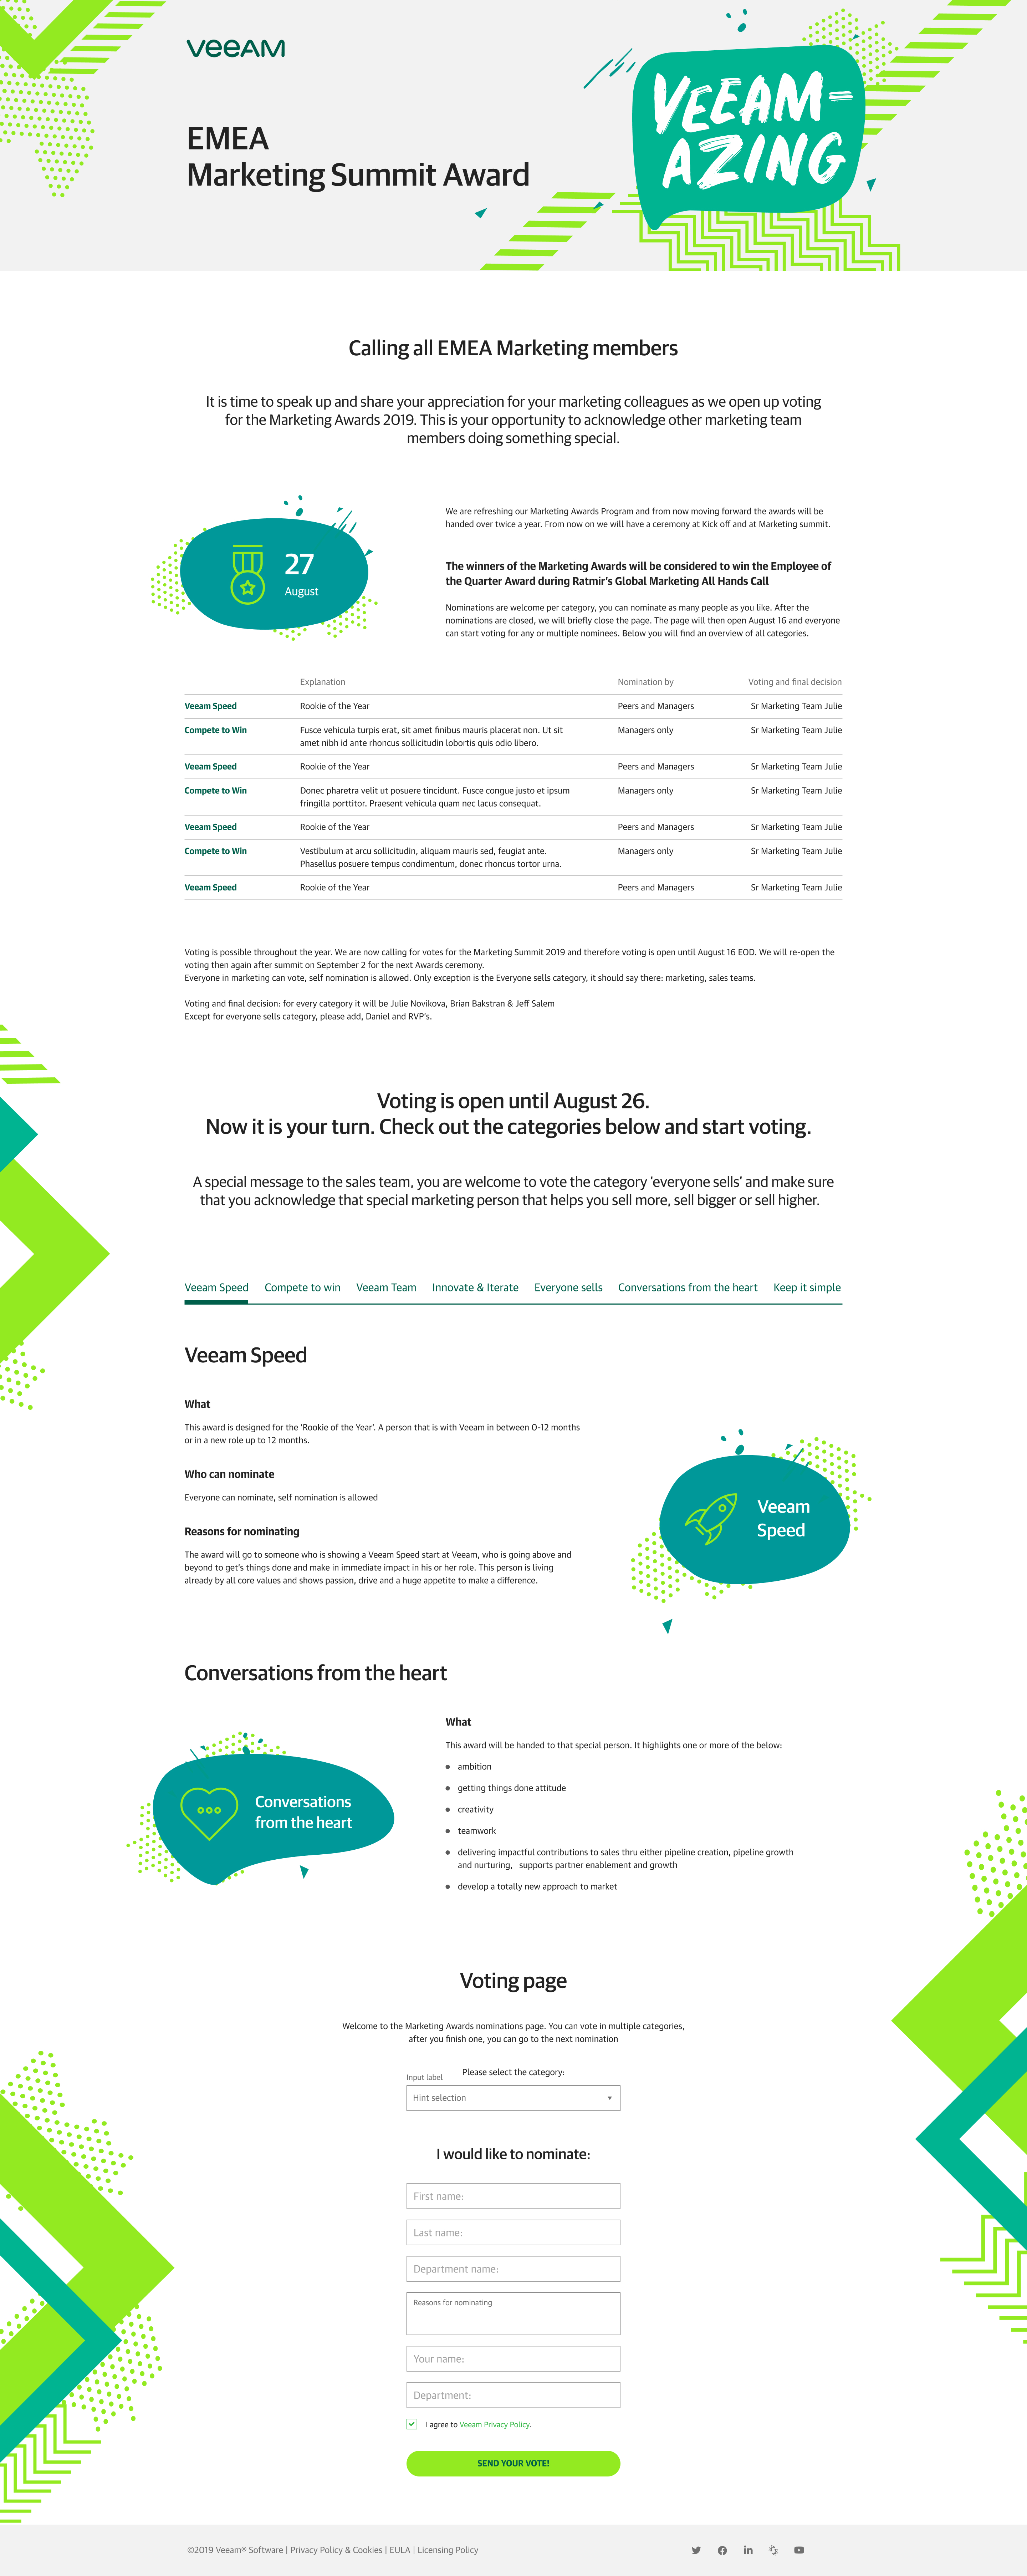 veeAM
EMEA
Marketing Summit Award
VEEAM-
AZING
Calling all EMEA Marketing members
It is time to speak up and share your appreciation for your marketing colleagues as we open up voting
for the Marketing Awards 2019. This is your opportunity to acknowledge other marketing team
members doing something special.
27
August
We are refreshing our Marketing Awards Program and from now moving forward the awards will be
handed over twice a year. From now on we will have a ceremony at Kick off and at Marketing summit.
The winners of the Marketing Awards will be considered to win the Employee of
the Quarter Award during Ratmir's Global Marketing All Hands Call
Nominations are welcome per category, you can nominate as many people as you like. After the
nominations are closed, we will briefly close the page. The page will then open August 16 and everyone
can start voting for any or multiple nominees. Below you will find an overview of all categories.
Explanation Nomination by Voting and final decision
Veeam Speed Rookie of the Year Peers and Managers Sr Marketing Team Julie
Compete to Win Fusce vehicula turpis erat, sit amet finibus mauris placerat non. Ut sit Managers only Sr Marketing Team Julie
amet nibh id ante rhoncus sollicitudin lobortis quis odio libero.
Veeam Speed Rookie of the Year Peers and Managers Sr Marketing Team Julie
Compete to Win Donec pharetra velit ut posuere tincidunt. Fusce congue justo et ipsum Managers only Sr Marketing Team Julie
fringilla porttitor. Praesent vehicula quam nec lacus consequat.
Veeam Speed Rookie of the Year Peers and Managers Sr Marketing Team Julie
Compete to Win Vestibulum at arcu sollicitudin, aliquam mauris sed, feugiat ante. Managers only Sr Marketing Team Julie
Phasellus posuere tempus condimentum, donec rhoncus tortor urna.
Veeam Speed Rookie of the Year Peers and Managers Sr Marketing Team Julie
Voting is possible throughout the year. We are now calling for votes for the Marketing Summit 2019 and therefore voting is open until August 16 EOD. We will re-open the
voting then again after summit on September 2 for the next Awards ceremony.
Everyone in marketing can vote, self nomination is allowed. Only exception is the Everyone sells category, it should say there: marketing, sales teams.
Voting and final decision: for every category it will be Julie Novikova, Brian Bakstran & Jeff Salem
Except for everyone sells category, please add, Daniel and RVP's.
Voting is open until August 26.
Now it is your turn. Check out the categories below and start voting.
A special message to the sales team, you are welcome to vote the category 'everyone sells' and make sure
that you acknowledge that special marketing person that helps you sell more, sell bigger or sell higher.
Veeam Speed Compete to win Veeam Team Innovate & Iterate Everyone sells Conversations from the heart Keep it simple
Veeam Speed
What
This award is designed for the 'Rookie of the Year'. A person that is with Veeam in between 0-12 months
or in a new role up to 12 months.
Who can nominate
Everyone can nominate, self nomination is allowed
Reasons for nominating
The award will go to someone who is showing a Veeam Speed start at Veeam, who is going above and
beyond to get's things done and make in immediate impact in his or her role. This person is living
already by all core values and shows passion, drive and a huge appetite to make a difference.
Veeam
Speed
Conversations from the heart
Conversations
from the heart
What
This award will be handed to that special person. It highlights one or more of the below:
ambition
getting things done attitude
creativity
teamwork
delivering impactful contributions to sales thru either pipeline creation, pipeline growth
and nurturing, supports partner enablement and growth
develop a totally new approach to market
Voting page
Welcome to the Marketing Awards nominations page. You can vote in multiple categories,
after you finish one, you can go to the next nomination
Please select the category:
Input label
Hint selection
I would like to nominate:
First name:
Last name:
Department name:
Reasons for nominating
Your name:
Department:
I agree to Veeam Privacy Policy.
SEND YOUR VOTE!
©2019 Veeam® Software | Privacy Policy & Cookies | EULA | Licensing Policy